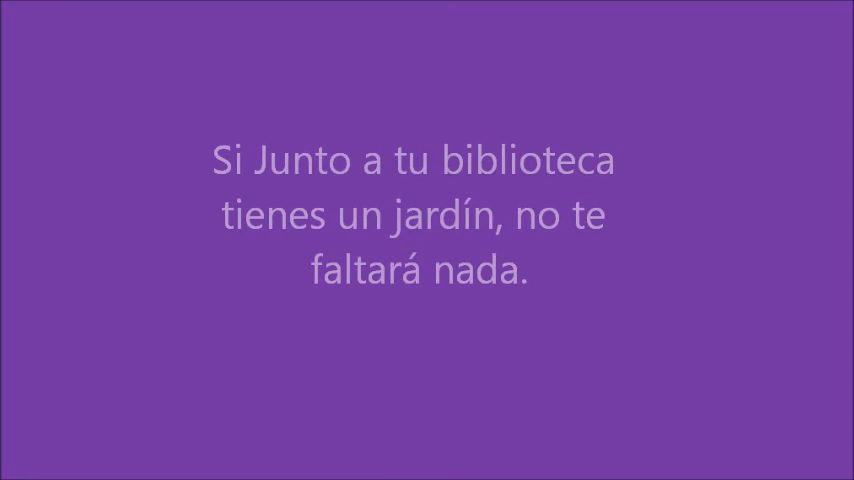 Si Junto a tu biblioteca
tienes un jardín, no te
faltará nada.